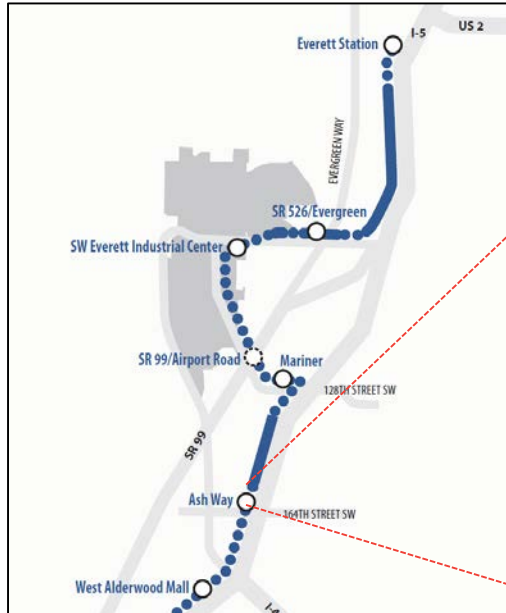 US 2
I-5
Everett Station
EVERGREEN WAY
SR 526/Evergreen
SW Everett Industrial Center
SR 99/Airport Road
Mariner
128TH STREET SW
SR 99
Ash Way
164TH STREET SW
West Alderwood Mall